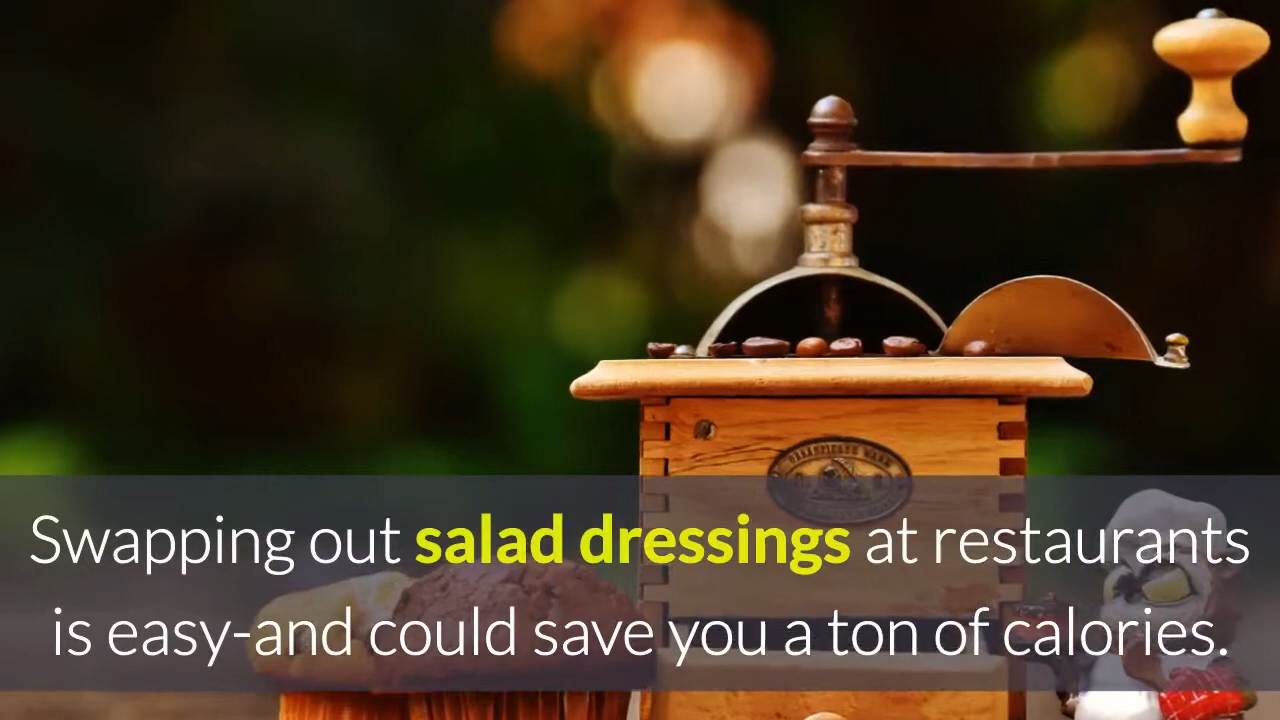 Swapping out salad dressings at restaurants
is easy-and could save you a ton of calories.